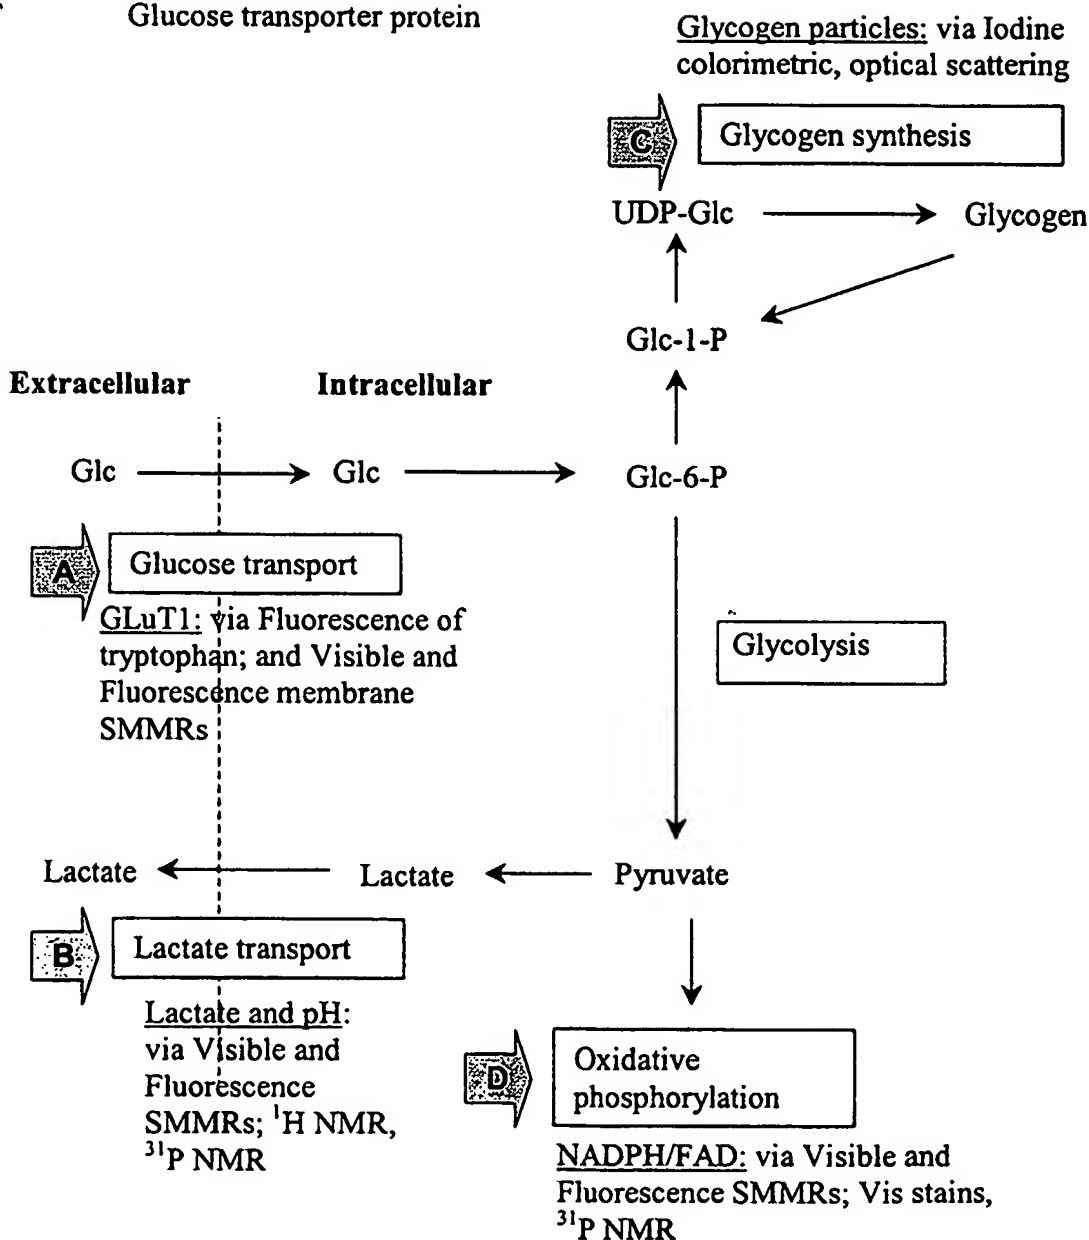 Glucose transporter protein
Glycogen particles: via Iodine
colorimetric, optical scattering
C
Glycogen synthesis
UDP-Glc
Glycogen
Glc-1-P
Extracellular
Intracellular
Glc
Glc
Glc-6-P
A
Glucose transport
GLuT1: via Fluorescence of
tryptophan; and Visible and
Fluorescence membrane
SMMRs
Glycolysis
Lactate
Lactate
Pyruvate
B
Lactate transport
Lactate and pH:
via Visible and
Fluorescence
SMMRs; ¹H NMR,
³¹P NMR
D
Oxidative
phosphorylation
NADPH/FAD: via Visible and
Fluorescence SMMRs; Vis stains,
³¹P NMR